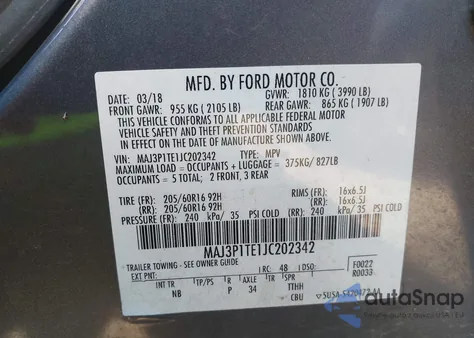 MFD. BY FORD MOTOR CO.
DATE: 03/18 GVWR: 1810 KG ( 3990 LB)
FRONT GAWR: 955 KG ( 2105 LB) REAR GAWR: 865 KG ( 1907 LB)
THIS VEHICLE CONFORMS TO ALL APPLICABLE FEDERAL MOTOR
VEHICLE SAFETY AND THEFT PREVENTION STANDARDS IN EFFECT ON
THE DATE OF MANUFACTURE SHOWN ABOVE.
VIN: MAJ3P1TE1JC202342 TYPE: MPV
MAXIMUM LOAD = OCCUPANTS + LUGGAGE = 375KG/ 827LB
OCCUPANTS = 5 TOTAL; 2 FRONT, 3 REAR
TIRE (FR): 205/60R16 92H RIMS (FR): 16x6.5J
(RR): 205/60R16 92H (RR): 16x6.5J
PRESSURE (FR): 240 kPa/ 35 PSI COLD (RR): 240 kPa/ 35 PSI COLD
MAJ3P1TE1JC202342
TRAILER TOWING - SEE OWNER GUIDE
EXT PNT: RC: 48 DSO: F0022
R0033
INT TR TP/PS R AXLE TR SPR
NB P 34 ITHH
CBU
autoSnap